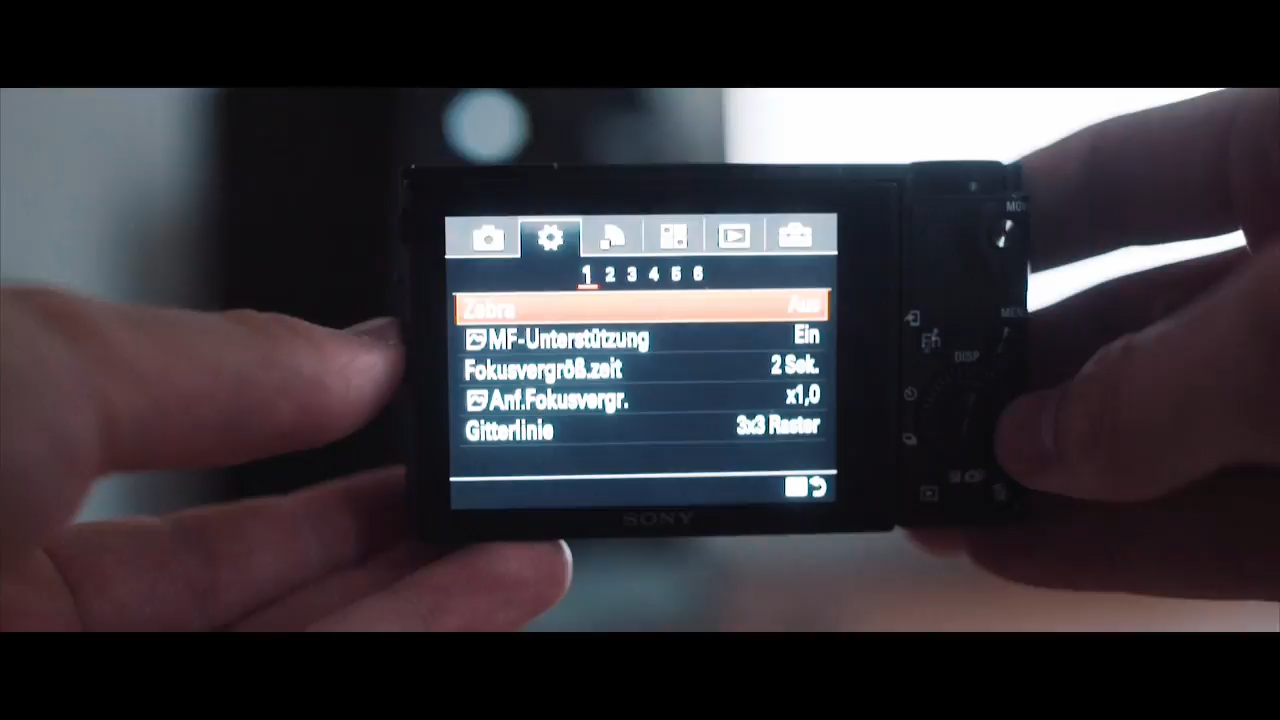 1 2 3 4 5 6
Zebra Aus
MF-Unterstützung Ein
Fokusvergröß.zeit 2 Sek.
Anf.Fokusvergr. x1,0
Gitterlinie 3x3 Raster
SONY
MENU
Fn
DISP